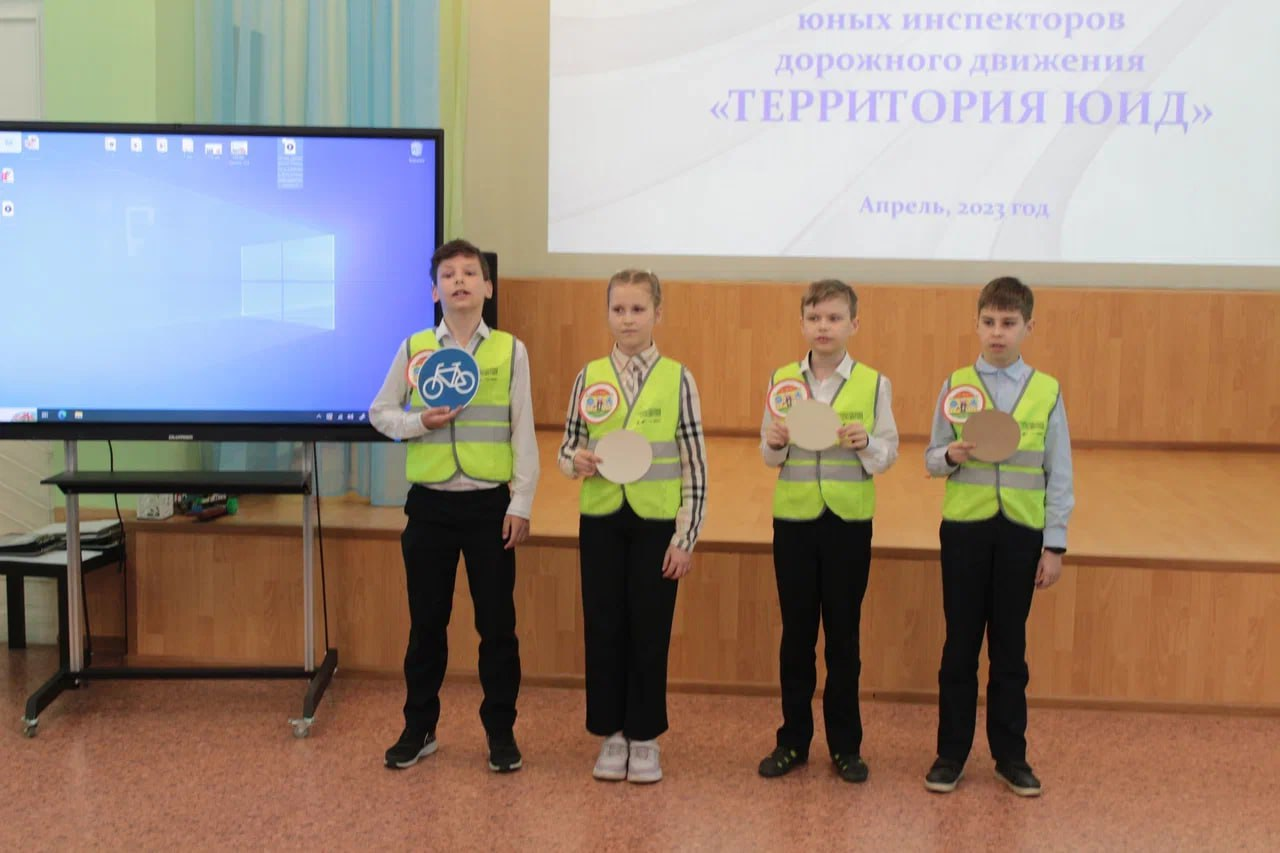 юных инспекторов
дорожного движения
«ТЕРРИТОРИЯ ЮИД»
Апрель, 2023 год